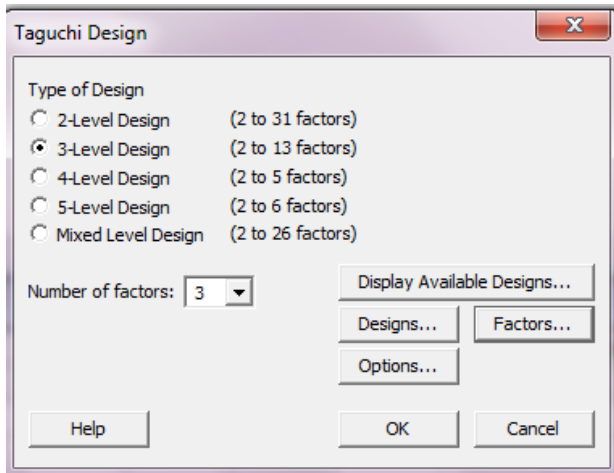 Taguchi Design
Type of Design
2-Level Design (2 to 31 factors)
3-Level Design (2 to 13 factors)
4-Level Design (2 to 5 factors)
5-Level Design (2 to 6 factors)
Mixed Level Design (2 to 26 factors)
Number of factors: 3
Display Available Designs...
Designs... Factors...
Options...
Help OK Cancel